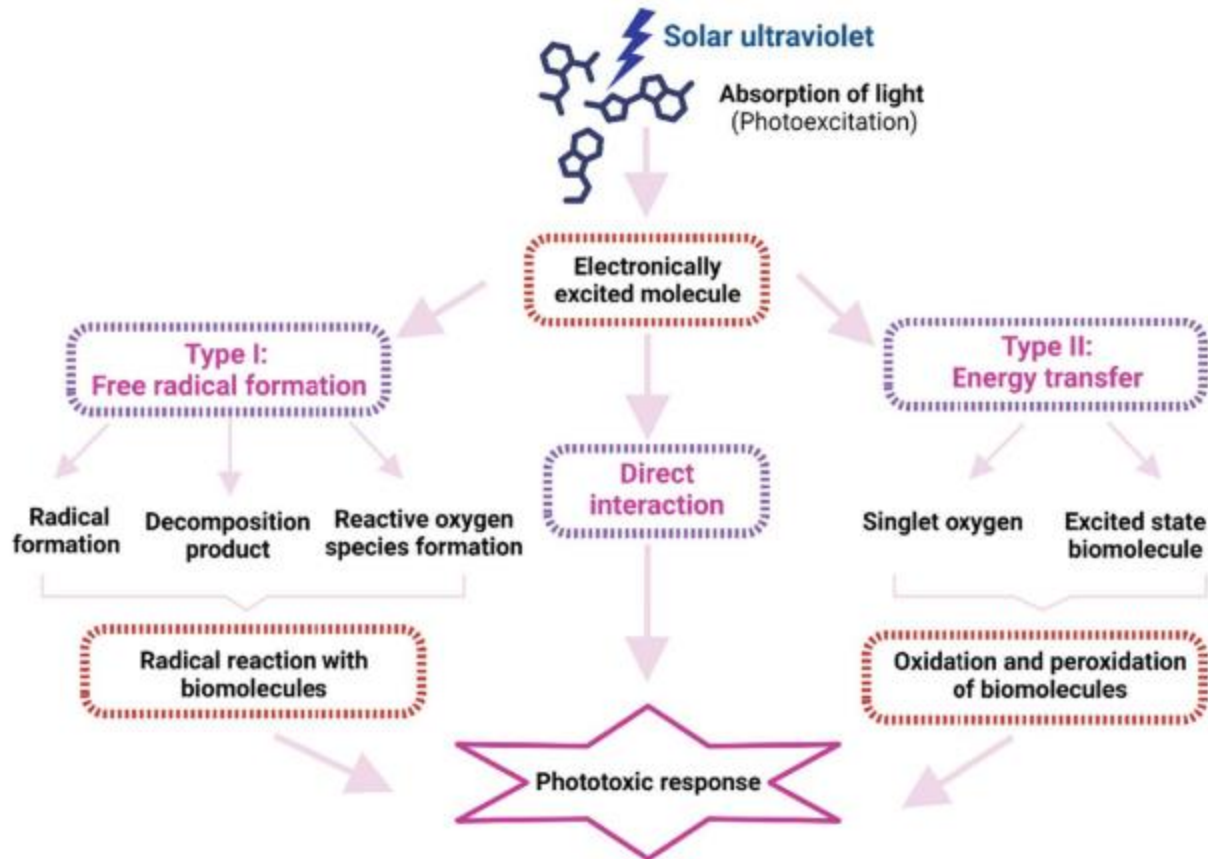 Solar ultraviolet
Absorption of light
(Photoexcitation)
Electronically
excited molecule
Type I:
Free radical formation
Type II:
Energy transfer
Direct
interaction
Radical
formation
Decomposition
product
Reactive oxygen
species formation
Singlet oxygen
Excited state
biomolecule
Radical reaction with
biomolecules
Oxidation and peroxidation
of biomolecules
Phototoxic response